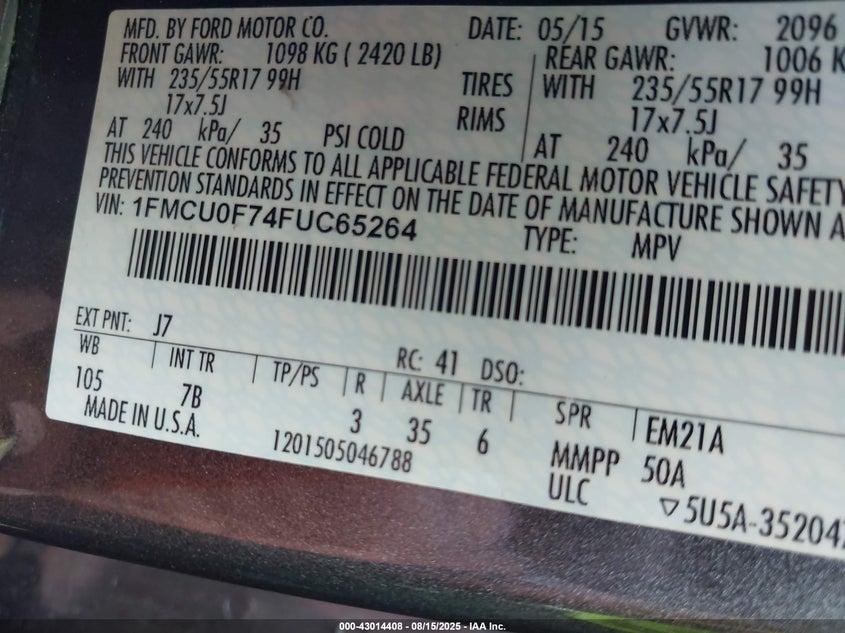 MFD. BY FORD MOTOR CO. DATE: 05/15 GVWR: 2096
FRONT GAWR: 1098 KG ( 2420 LB) REAR GAWR: 1006 K
WITH 235/55R17 99H TIRES WITH 235/55R17 99H
17x7.5J RIMS 17x7.5J
AT 240 kPa/ 35 PSI COLD AT 240 kPa/ 35
THIS VEHICLE CONFORMS TO ALL APPLICABLE FEDERAL MOTOR VEHICLE SAFETY
PREVENTION STANDARDS IN EFFECT ON THE DATE OF MANUFACTURE SHOWN A
VIN: 1FMCU0F74FUC65264 TYPE: MPV
EXT PNT: J7 RC: 41 DSO:
WB INT TR TP/PS R AXLE TR SPR EM21A
105 7B 3 35 6 MMPP 50A
MADE IN U.S.A. 1201505046788 ULC ▽5U5A-35204
000-43014408 - 08/15/2025 - IAA Inc.